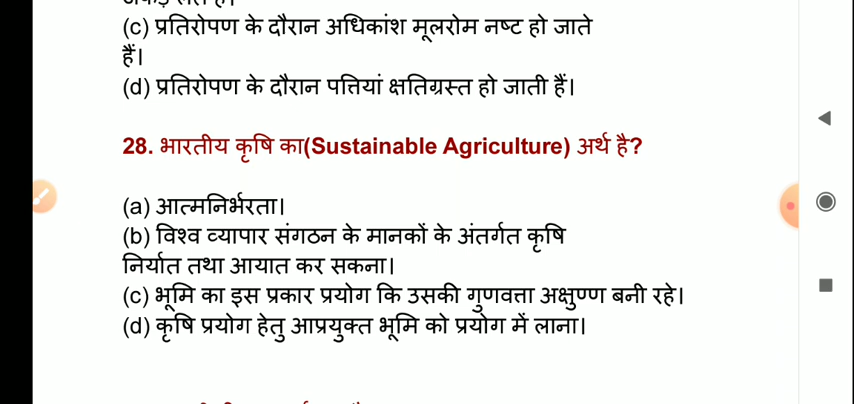 (c) प्रतिरोपण के दौरान अधिकांश मूलरोम नष्ट हो जाते
हैं।
(d) प्रतिरोपण के दौरान पत्तियां क्षतिग्रस्त हो जाती हैं।
28. भारतीय कृषि का(Sustainable Agriculture) अर्थ है?
(a) आत्मनिर्भरता।
(b) विश्व व्यापार संगठन के मानकों के अंतर्गत कृषि
निर्यात तथा आयात कर सकना।
(c) भूमि का इस प्रकार प्रयोग कि उसकी गुणवत्ता अक्षुण्ण बनी रहे।
(d) कृषि प्रयोग हेतु आप्रयुक्त भूमि को प्रयोग में लाना।